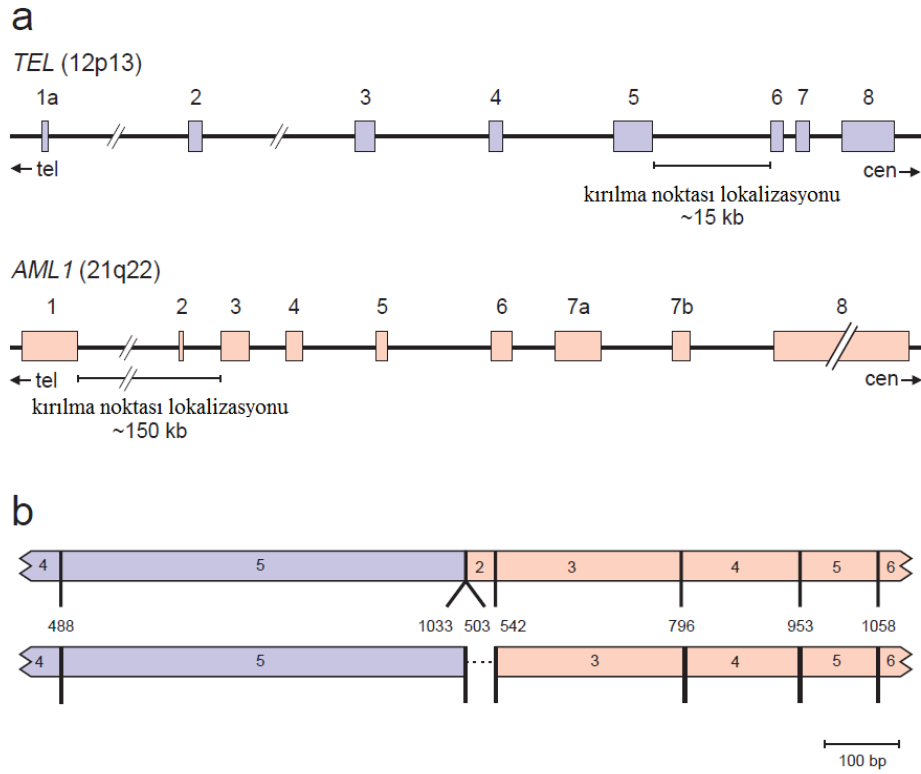 a
TEL (12p13)
1a 2 3 4 5 6 7 8
tel cen
kırılma noktası lokalizasyonu
~15 kb
AML1 (21q22)
1 2 3 4 5 6 7a 7b 8
tel cen
kırılma noktası lokalizasyonu
~150 kb
b
4 5 2 3 4 5 6
488 1033 503 542 796 953 1058
4 5 3 4 5 6
100 bp